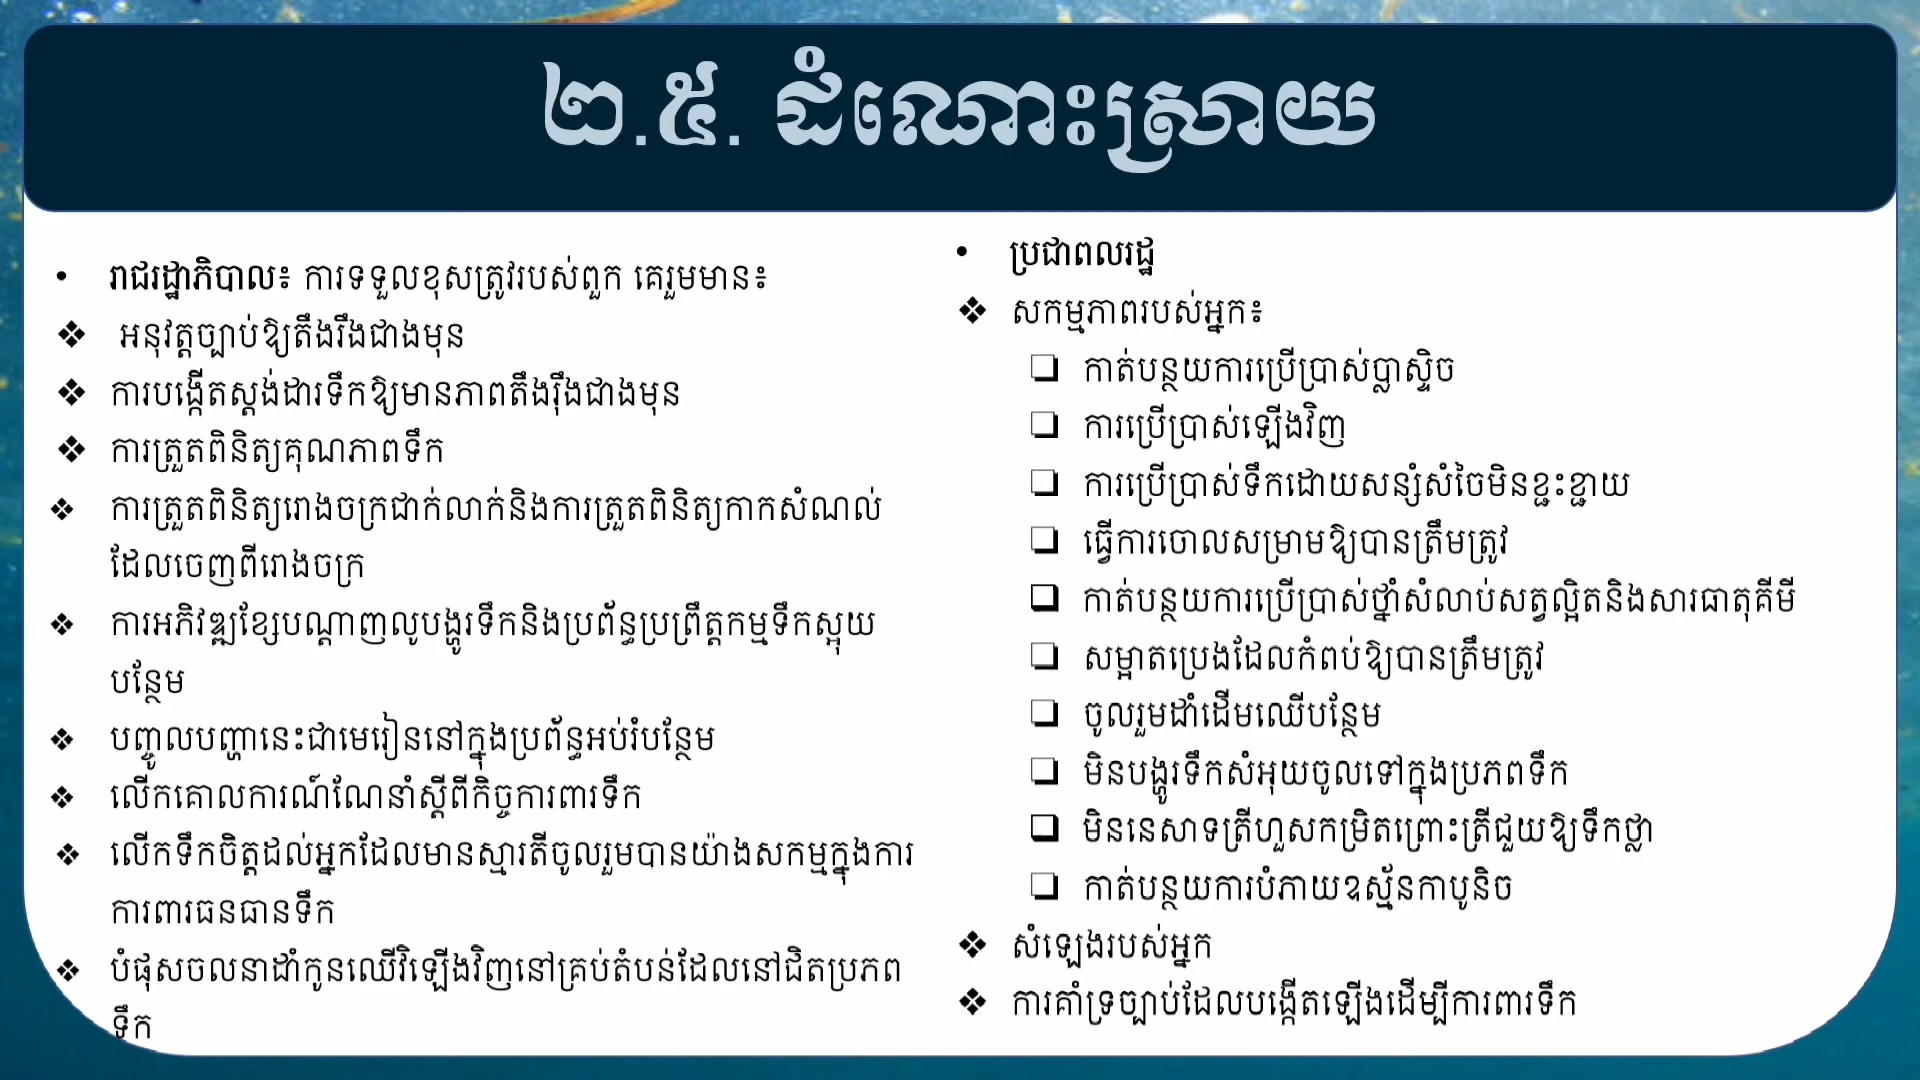 ២.៥. ដំណោះស្រាយ
• រាជរដ្ឋាភិបាល៖ ការទទួលខុសត្រូវរបស់ពួក គេរួមមាន៖
❖ អនុវត្តច្បាប់ឱ្យតឹងរឹងជាងមុន
❖ ការបង្កើតស្តង់ដារទឹកឱ្យមានភាពតឹងរ៉ឹងជាងមុន
❖ ការត្រួតពិនិត្យគុណភាពទឹក
❖ ការត្រួតពិនិត្យរោងចក្រជាក់លាក់និងការត្រួតពិនិត្យកាកសំណល់
ដែលចេញពីរោងចក្រ
❖ ការអភិវឌ្ឍខ្សែបណ្តាញលូបង្ហូរទឹកនិងប្រព័ន្ធប្រព្រឹត្តកម្មទឹកស្អុយ
បន្ថែម
❖ បញ្ចូលបញ្ហានេះជាមេរៀននៅក្នុងប្រព័ន្ធអប់រំបន្ថែម
❖ លើកគោលការណ៍ណែនាំស្តីពីកិច្ចការពារទឹក
❖ លើកទឹកចិត្តដល់អ្នកដែលមានស្មារតីចូលរួមបានយ៉ាងសកម្មក្នុងការ
ការពារធនធានទឹក
❖ បំផុសចលនាដាំកូនឈើវិឡើងវិញនៅគ្រប់តំបន់ដែលនៅជិតប្រភព
ទឹក
• ប្រជាពលរដ្ឋ
❖ សកម្មភាពរបស់អ្នក៖
❑ កាត់បន្ថយការប្រើប្រាស់ប្លាស្ទិច
❑ ការប្រើប្រាស់ឡើងវិញ
❑ ការប្រើប្រាស់ទឹកដោយសន្សំសំចៃមិនខ្ជះខ្ជាយ
❑ ធ្វើការចោលសម្រាមឱ្យបានត្រឹមត្រូវ
❑ កាត់បន្ថយការប្រើប្រាស់ថ្នាំសំលាប់សត្វល្អិតនិងសារធាតុគីមី
❑ សម្អាតប្រេងដែលកំពប់ឱ្យបានត្រឹមត្រូវ
❑ ចូលរួមដាំដើមឈើបន្ថែម
❑ មិនបង្ហូរទឹកសំអុយចូលទៅក្នុងប្រភពទឹក
❑ មិននេសាទត្រីហួសកម្រិតព្រោះត្រីជួយឱ្យទឹកថ្លា
❑ កាត់បន្ថយការបំភាយឧស្ម័នកាបូនិច
❖ សំឡេងរបស់អ្នក
❖ ការគាំទ្រច្បាប់ដែលបង្កើតឡើងដើម្បីការពារទឹក